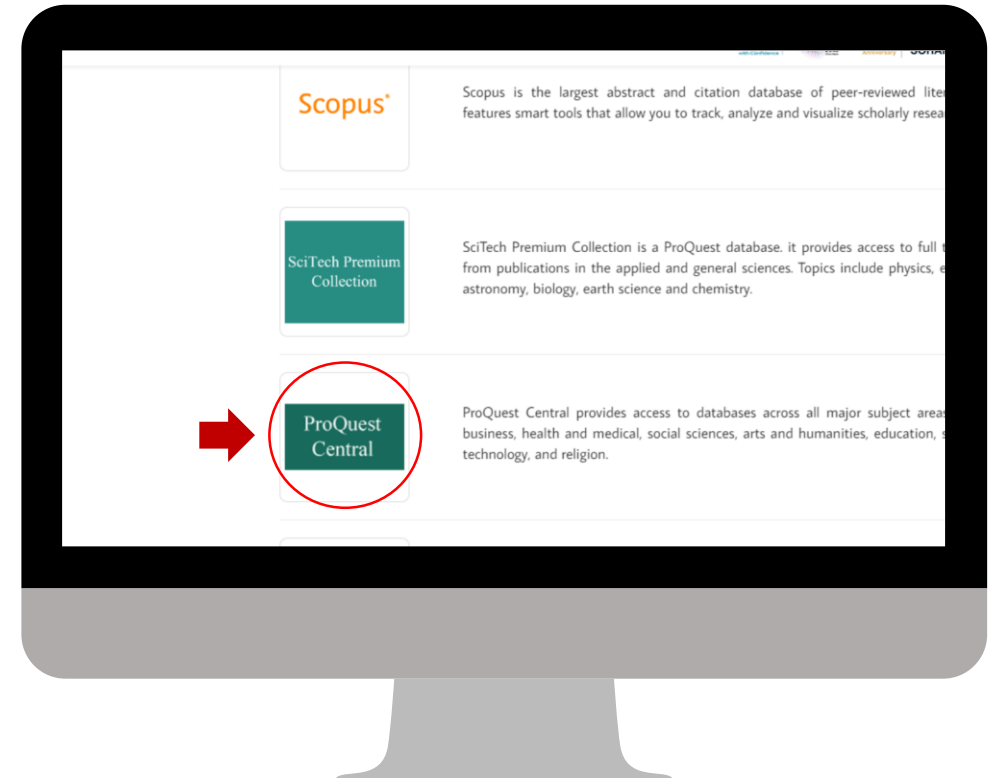 with Confidence
Anniversary
Scopus
Scopus is the largest abstract and citation database of peer-reviewed
features smart tools that allow you to track, analyze and visualize scholarly
SciTech Premium
Collection
SciTech Premium Collection is a ProQuest database. it provides access to full
from publications in the applied and general sciences. Topics include physics,
astronomy, biology, earth science and chemistry.
ProQuest
Central
ProQuest Central provides access to databases across all major subject
business, health and medical, social sciences, arts and humanities, education,
technology, and religion.